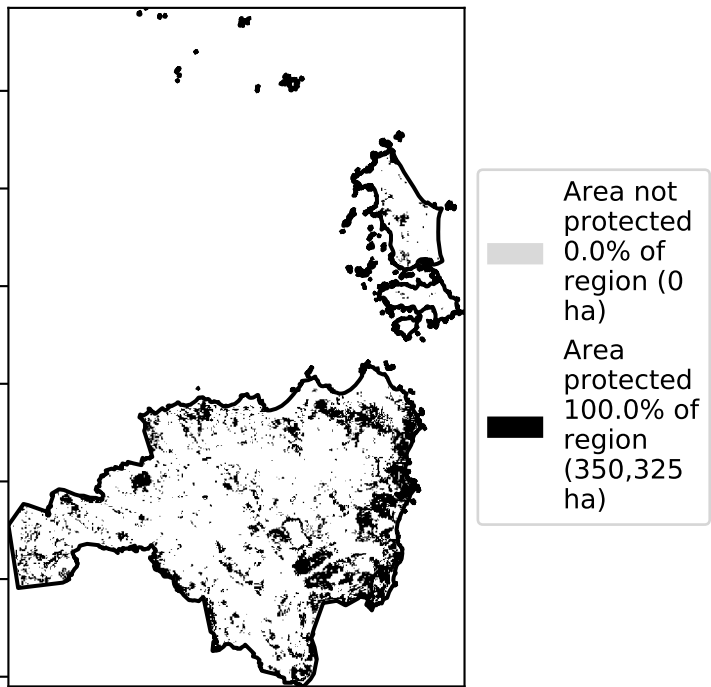 Area not
protected
0.0% of
region (0
ha)
Area
protected
100.0% of
region
(350,325
ha)